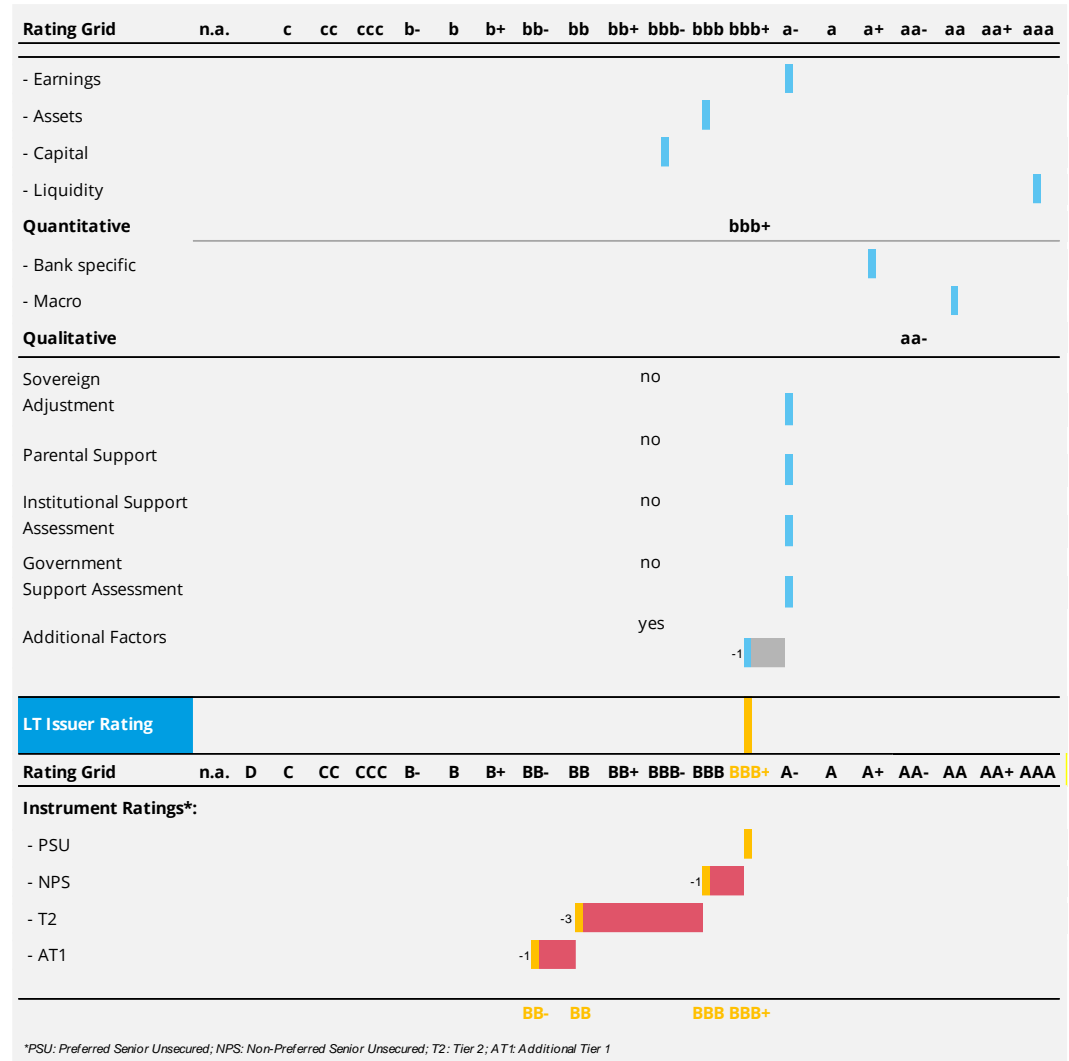 Rating Grid n.a. c cc ccc b- b b+ bb- bb bb+ bbb- bbb bbb+ a- a a+ aa- aa aa+ aaa
- Earnings
- Assets
- Capital
- Liquidity
Quantitative bbb+
- Bank specific
- Macro
Qualitative aa-
Sovereign no
Adjustment
no
Parental Support
Institutional Support no
Assessment
Government no
Support Assessment
yes
Additional Factors
-1
LT Issuer Rating
Rating Grid n.a. D C CC CCC B- B B+ BB- BB BB+ BBB- BBB BBB+ A- A A+ AA- AA AA+ AAA
Instrument Ratings*:
- PSU
- NPS -1
- T2 -3
- AT1 -1
BB- BB BBB BBB+
*PSU: Preferred Senior Unsecured; NPS: Non-Preferred Senior Unsecured; T2: Tier 2; AT1: Additional Tier 1